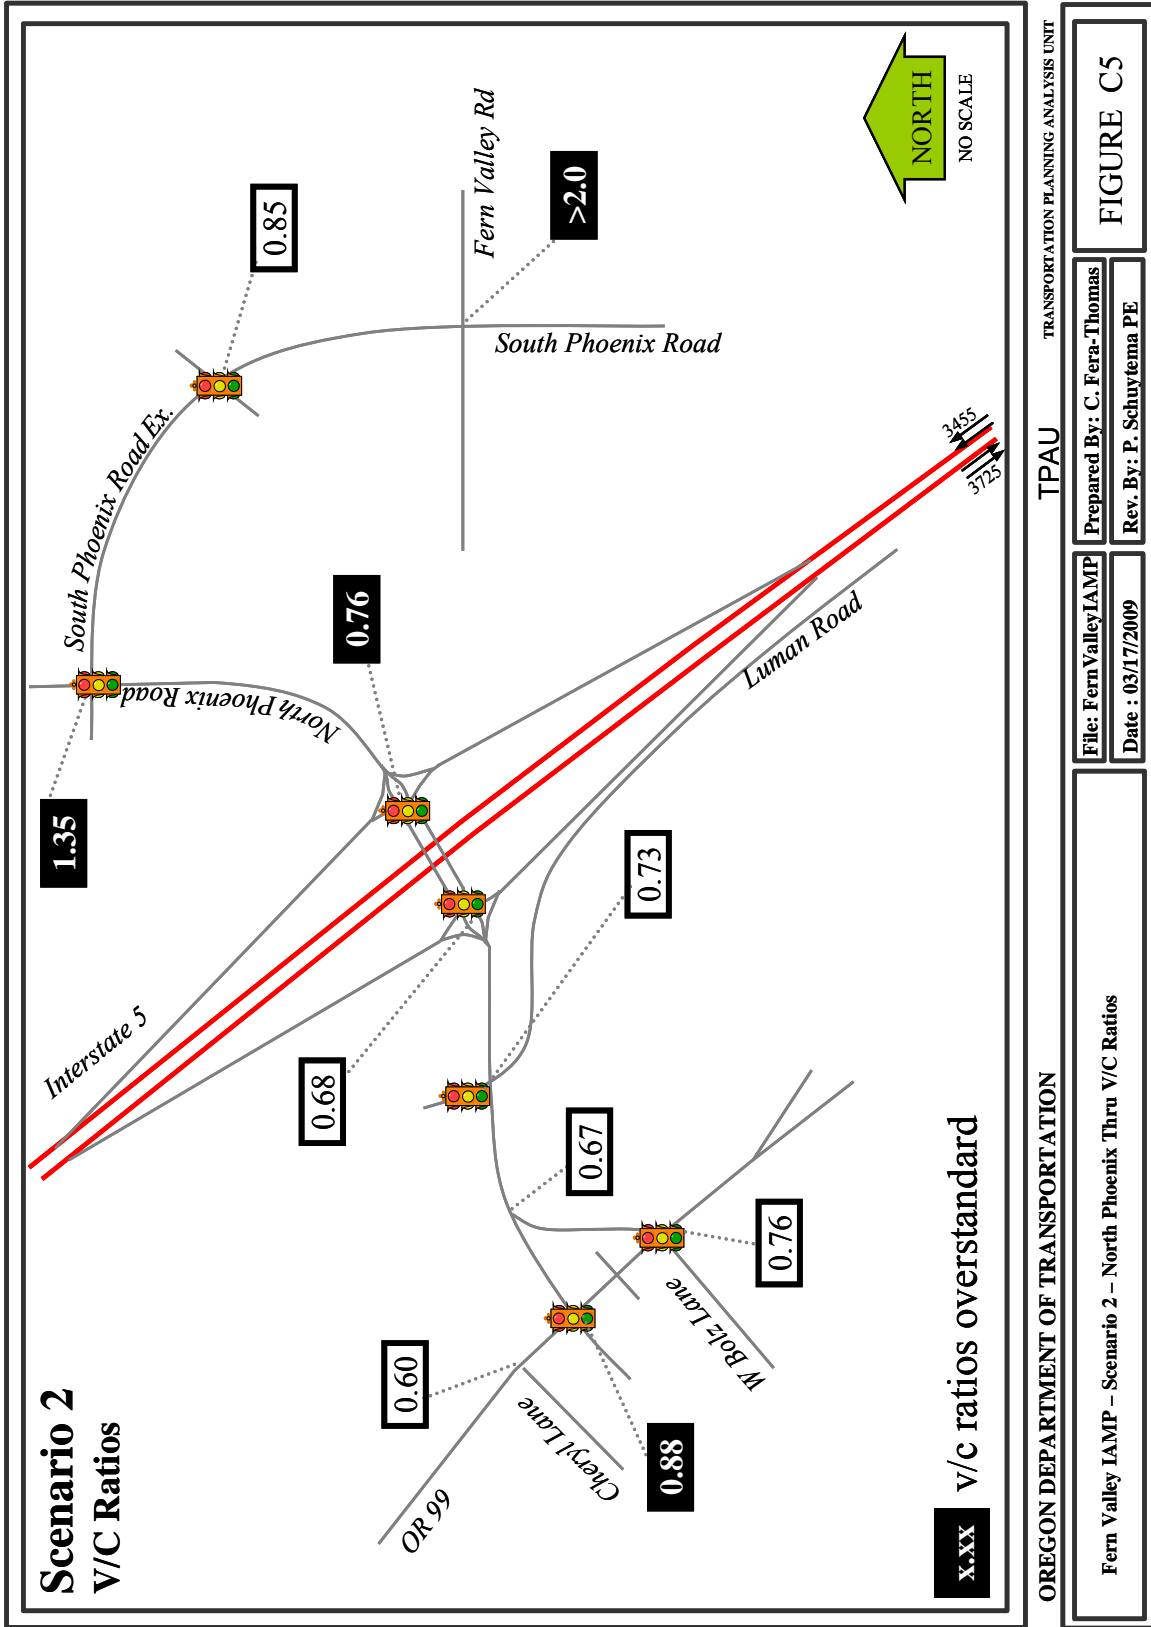 Scenario 2
V/C Ratios
Interstate 5
1.35
South Phoenix Road Ex.
North Phoenix Road
0.85
Fern Valley Rd
>2.0
South Phoenix Road
0.76
0.68
0.73
0.67
0.60
0.88
0.76
OR 99
Cheryl Lane
W Bolz Lane
Luman Road
3455
3725
NORTH
NO SCALE
x.xx v/c ratios overstandard
OREGON DEPARTMENT OF TRANSPORTATION
TPAU
TRANSPORTATION PLANNING ANALYSIS UNIT
Fern Valley IAMP – Scenario 2 – North Phoenix Thru V/C Ratios
File: FernValleyIAMP
Date : 03/17/2009
Prepared By: C. Fera-Thomas
Rev. By: P. Schuytema PE
FIGURE C5